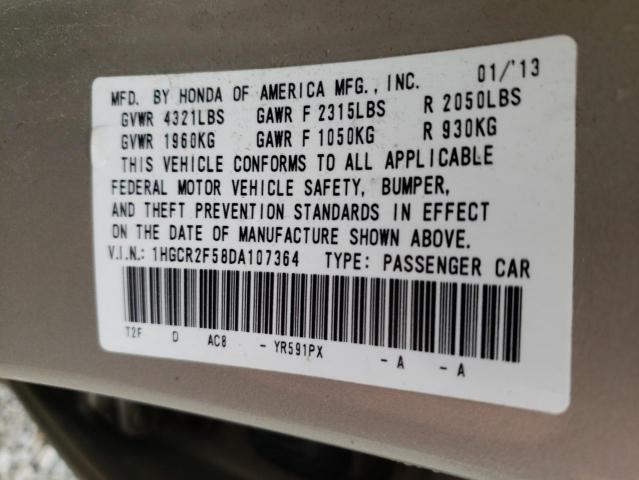 MFD. BY HONDA OF AMERICA MFG., INC. 01/'13
GVWR 4321LBS GAWR F 2315LBS R 2050LBS
GVWR 1960KG GAWR F 1050KG R 930KG
THIS VEHICLE CONFORMS TO ALL APPLICABLE
FEDERAL MOTOR VEHICLE SAFETY, BUMPER,
AND THEFT PREVENTION STANDARDS IN EFFECT
ON THE DATE OF MANUFACTURE SHOWN ABOVE.
V.I.N.: 1HGCR2F58DA107364 TYPE: PASSENGER CAR
T2F D AC8 - YR591PX - A - A